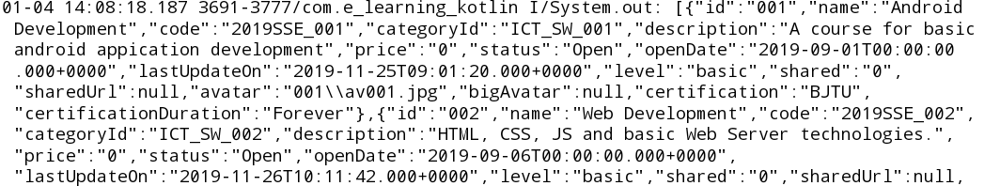 01-04 14:08:18.187 3691-3777/com.e_learning_kotlin I/System.out: [{"id":"001","name":"Android
Development","code":"2019SSE_001","categoryId":"ICT_SW_001","description":"A course for basic
android appication development","price":"0","status":"Open","openDate":"2019-09-01T00:00:00
.000+0000","lastUpdateOn":"2019-11-25T09:01:20.000+0000","level":"basic","shared":"0",
"sharedUrl":null,"avatar":"001\\av001.jpg","bigAvatar":null,"certification":"BJTU",
"certificationDuration":"Forever"},{"id":"002","name":"Web Development","code":"2019SSE_002",
"categoryId":"ICT_SW_002","description":"HTML, CSS, JS and basic Web Server technologies.",
"price":"0","status":"Open","openDate":"2019-09-06T00:00:00.000+0000",
"lastUpdateOn":"2019-11-26T10:11:42.000+0000","level":"basic","shared":"0","sharedUrl":null,